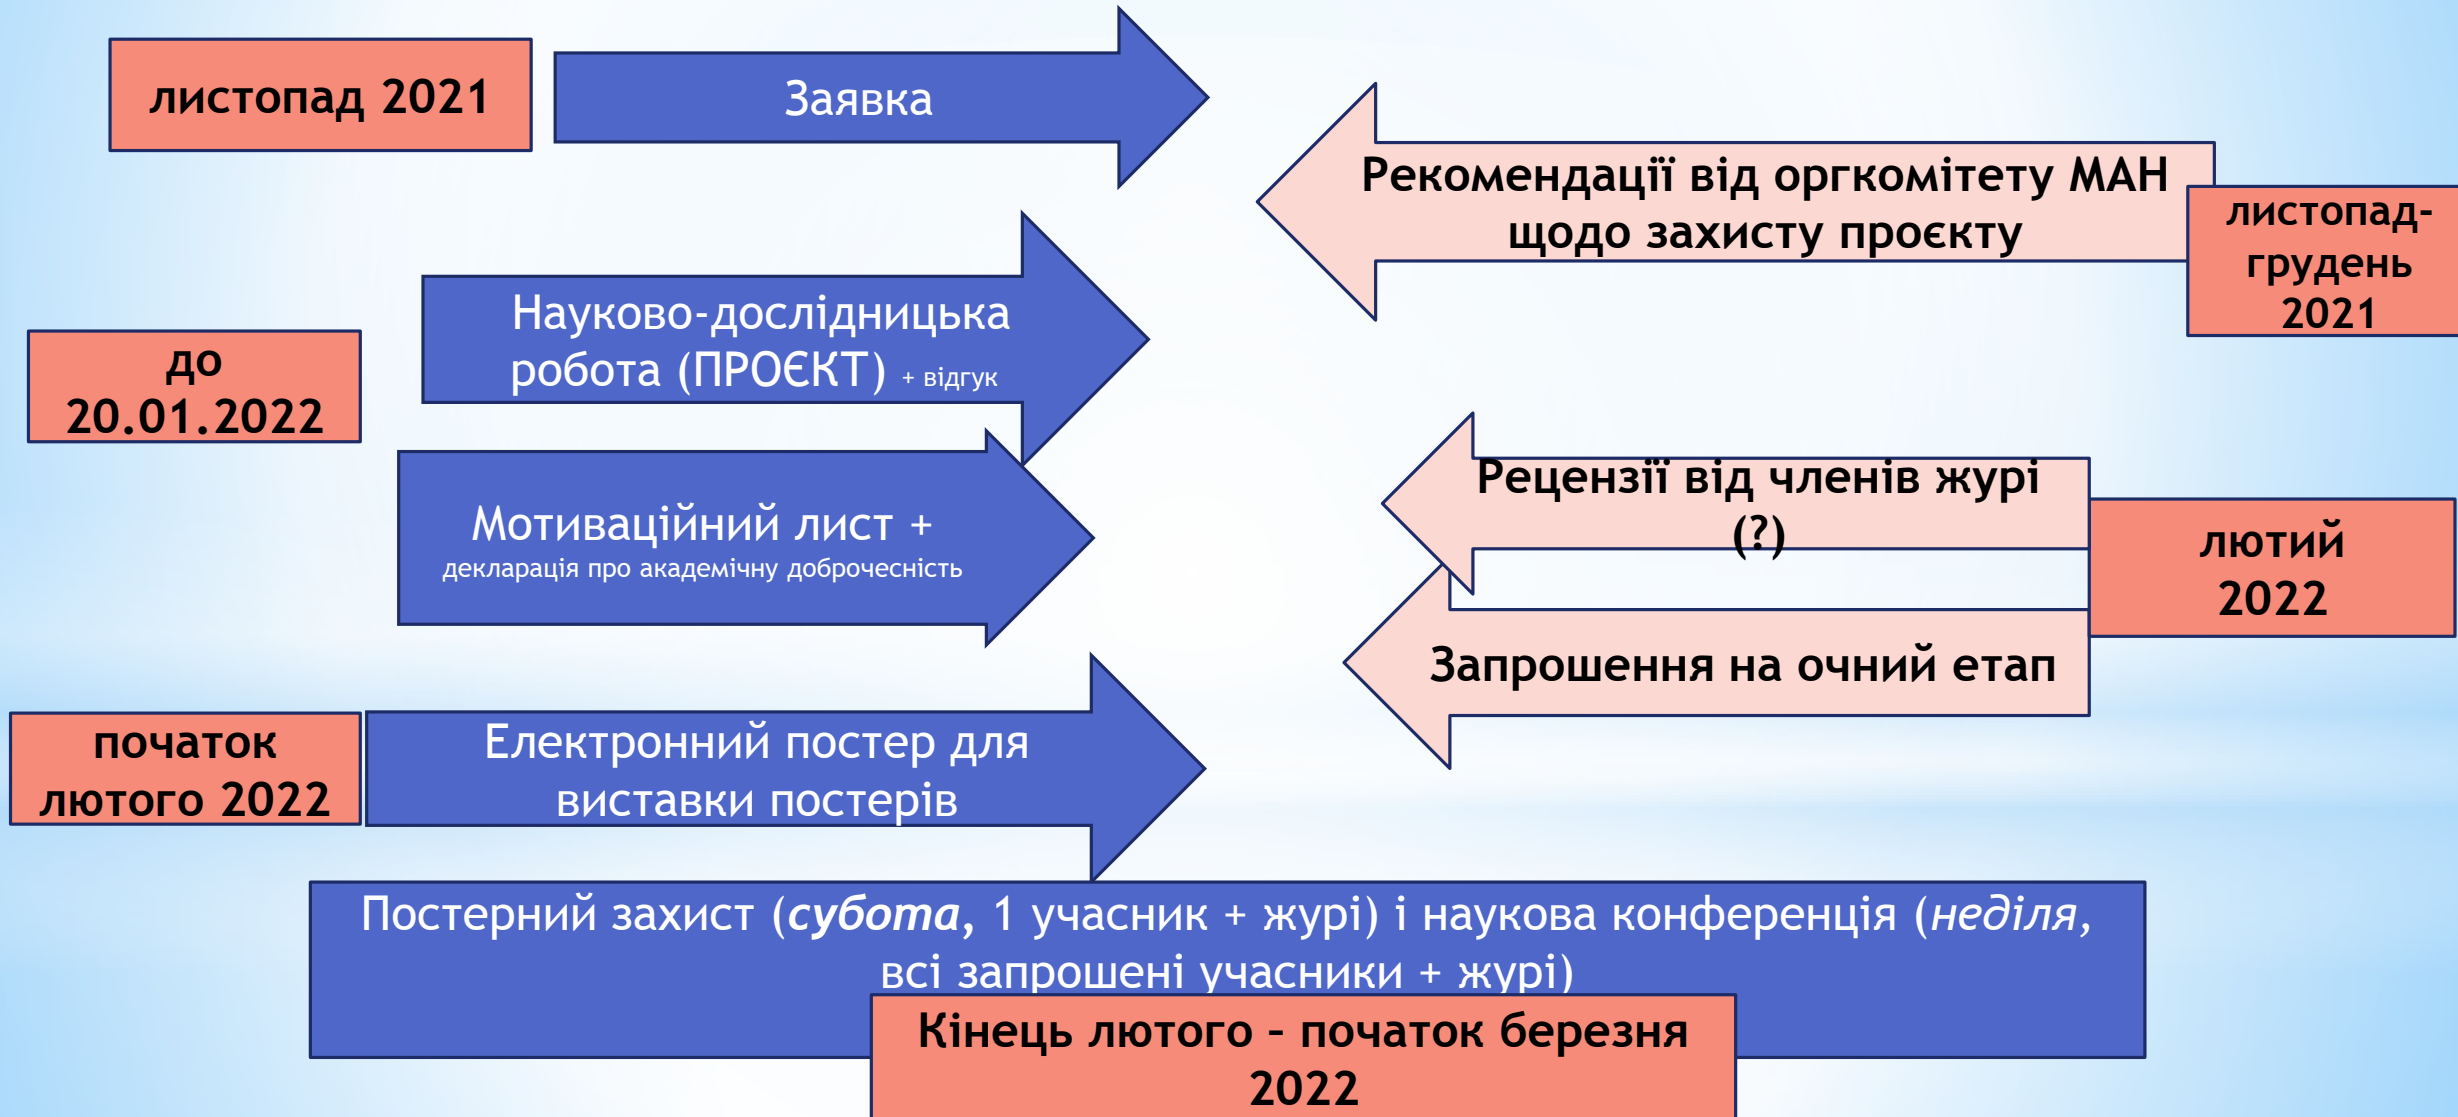 листопад 2021
Заявка
Рекомендації від оргкомітету МАН
щодо захисту проєкту
листопад-
грудень
2021
Науково-дослідницька
робота (ПРОЄКТ) + відгук
до
20.01.2022
Мотиваційний лист +
декларація про академічну доброчесність
Рецензії від членів журі
(?)
лютий
2022
Запрошення на очний етап
початок
лютого 2022
Електронний постер для
виставки постерів
Постерний захист (субота, 1 учасник + журі) і наукова конференція (неділя,
всі запрошені учасники + журі)
Кінець лютого – початок березня
2022